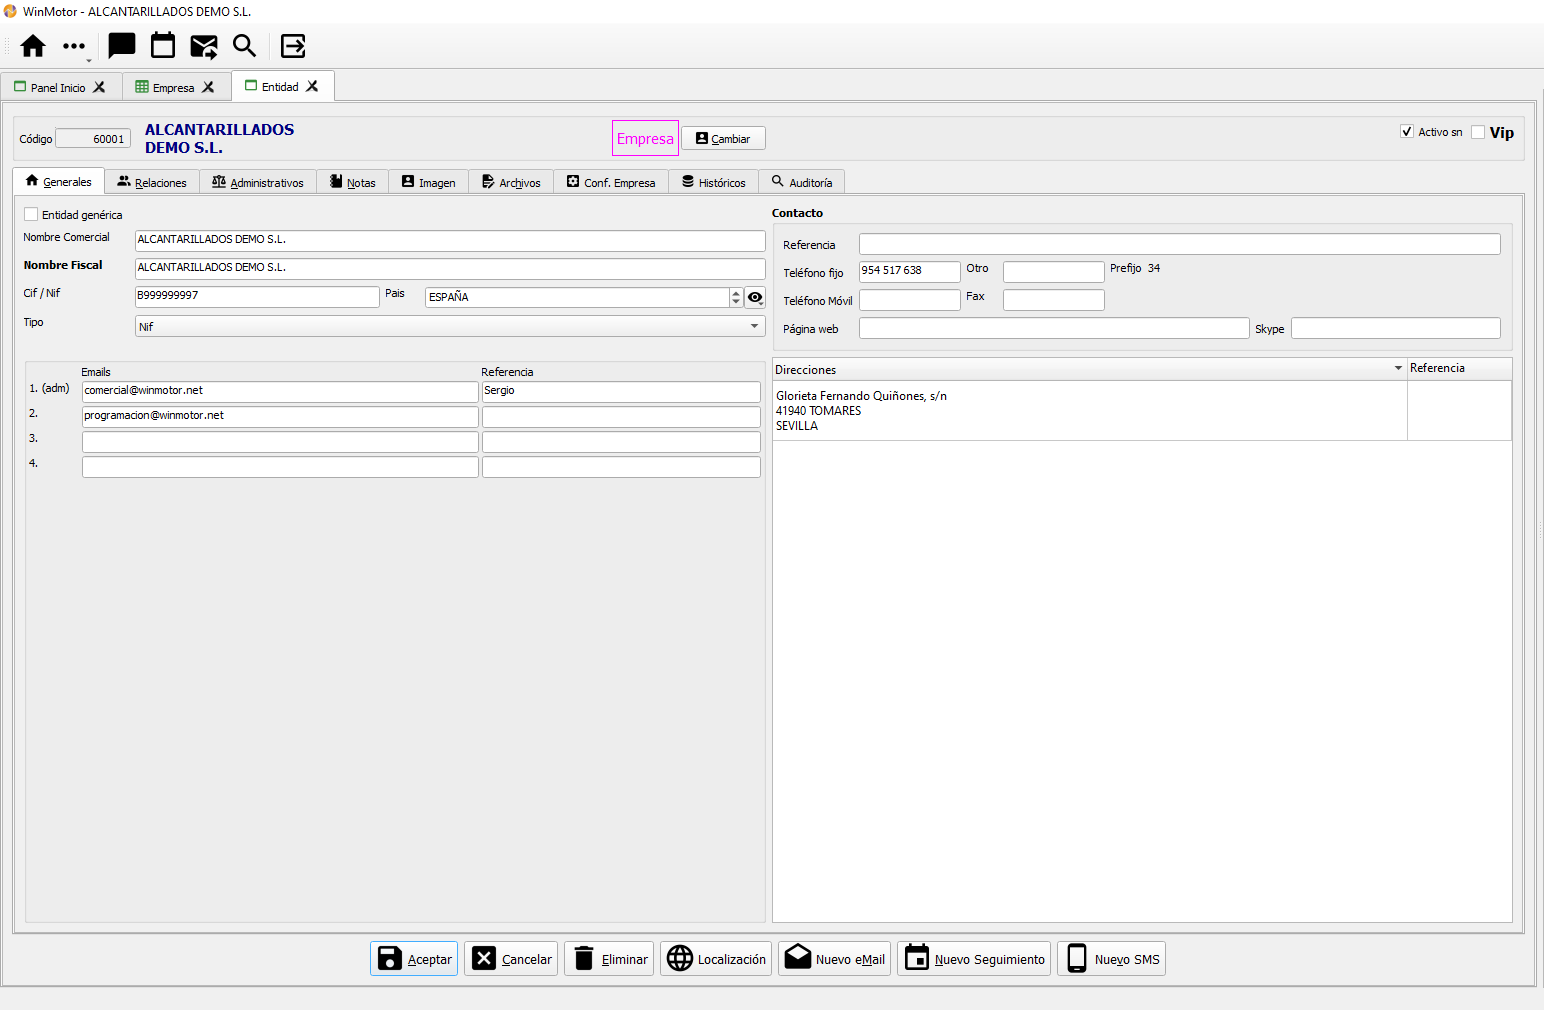 WinMotor - ALCANTARILLADOS DEMO S.L.
Panel Inicio
Empresa
Entidad
Código 60001
ALCANTARILLADOS
DEMO S.L.
Empresa
Cambiar
Activo sn
Vip
Generales
Relaciones
Administrativos
Notas
Imagen
Archivos
Conf. Empresa
Históricos
Auditoría
Entidad genérica
Nombre Comercial ALCANTARILLADOS DEMO S.L.
Nombre Fiscal ALCANTARILLADOS DEMO S.L.
Cif / Nif B999999997 Pais ESPAÑA
Tipo Nif
Emails Referencia
1. (adm) comercial@winmotor.net Sergio
2. programacion@winmotor.net
3.
4.
Contacto
Referencia
Teléfono fijo 954 517 638 Otro Prefijo 34
Teléfono Móvil Fax
Página web Skype
Direcciones Referencia
Glorieta Fernando Quiñones, s/n
41940 TOMARES
SEVILLA
Aceptar
Cancelar
Eliminar
Localización
Nuevo eMail
Nuevo Seguimiento
Nuevo SMS